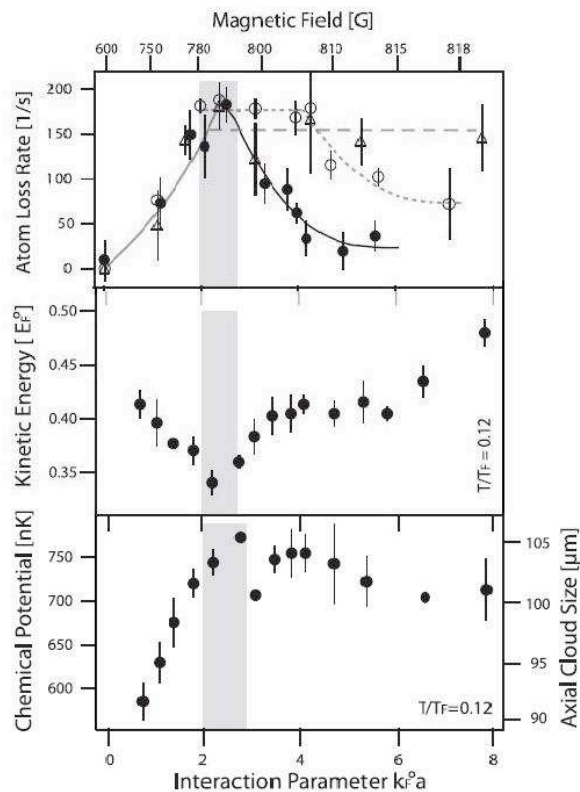 Magnetic Field [G]
600 750 780 800 810 815 818
Atom Loss Rate [1/s]
200
150
100
50
0
Kinetic Energy [ E_F° ]
0.50
0.45
0.40
0.35
T/T_F = 0.12
Chemical Potential [nK]
750
700
650
600
Axial Cloud Size [µm]
105
100
95
90
T/T_F=0.12
0 2 4 6 8
Interaction Parameter k_F°a